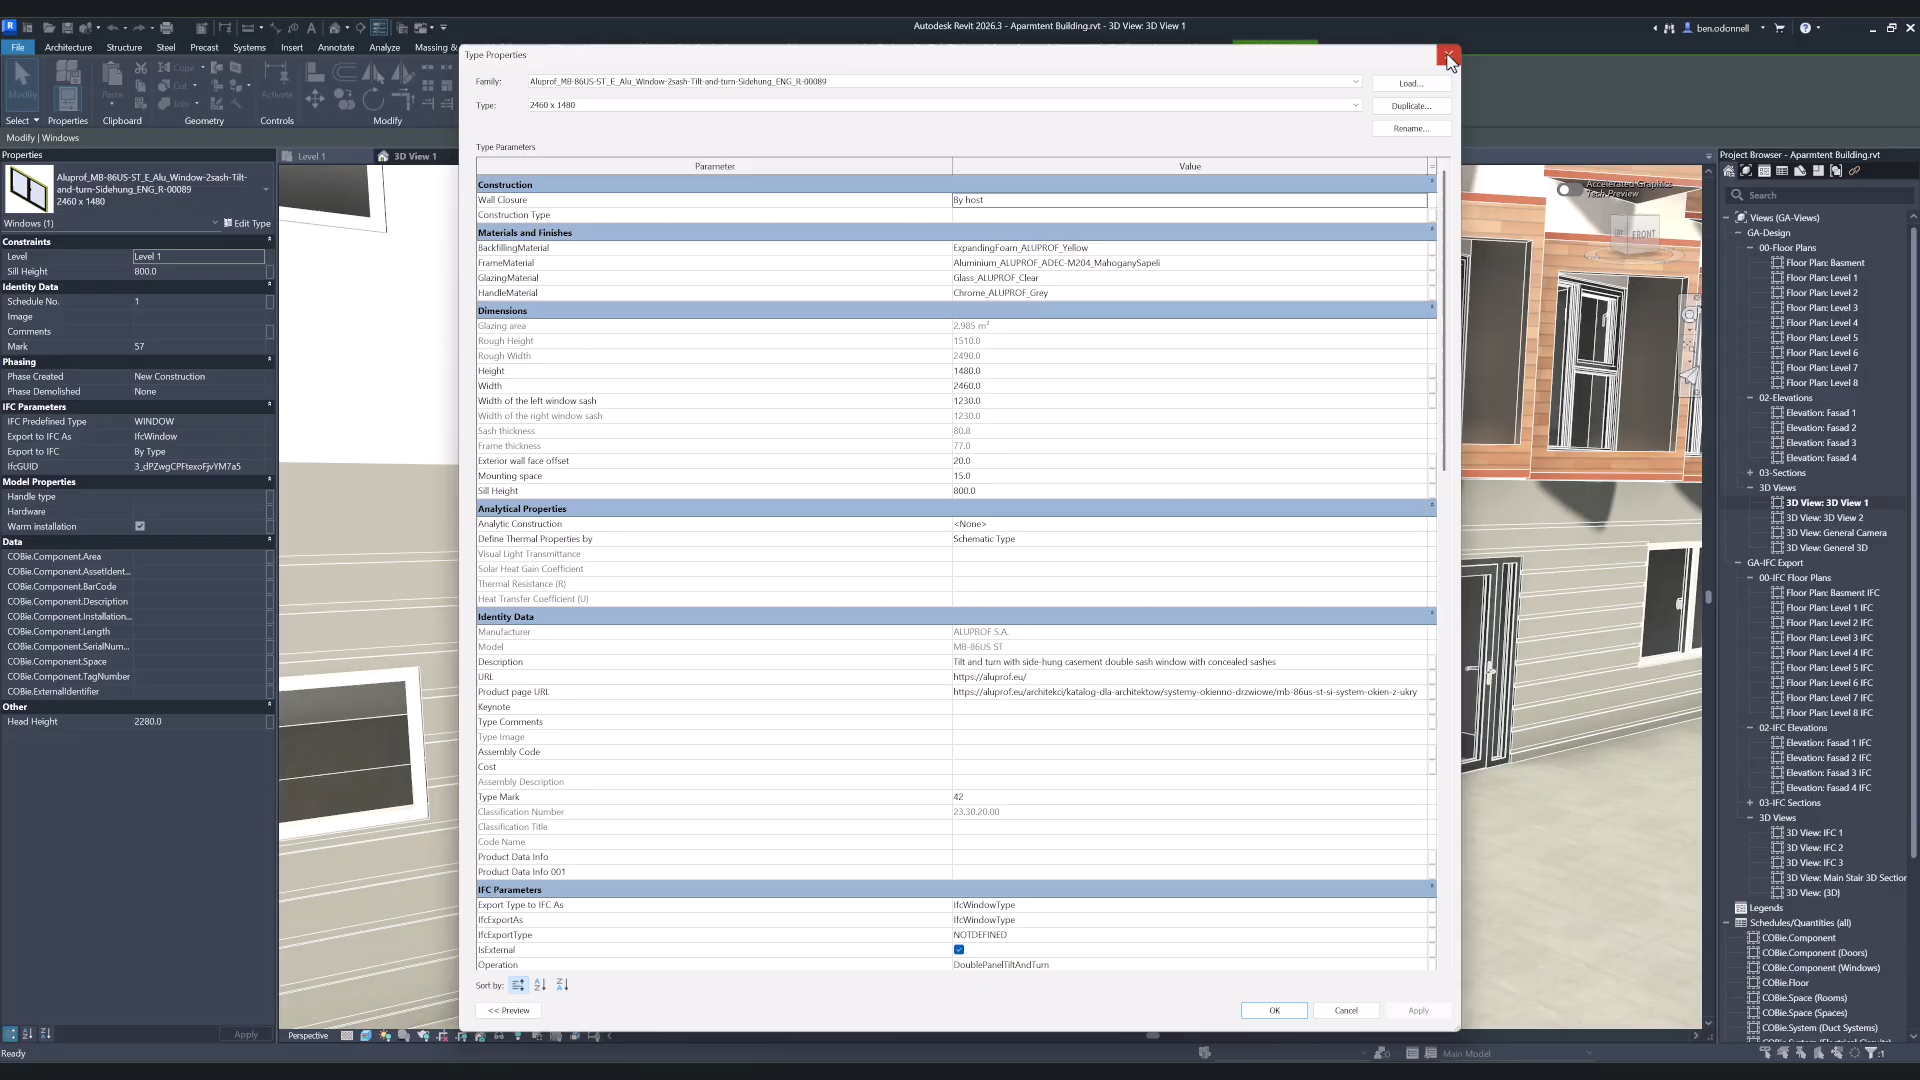 Autodesk Revit 2026.3 - Aparmtent Building.rvt - 3D View: 3D View 1
ben.odonnell
File Architecture Structure Steel Precast Systems Insert Annotate Analyze Massing &
Modify Paste Cope Cut Join Activate
Select Properties Clipboard Geometry Controls Modify
Modify | Windows
Properties
Aluprof_MB-86US-ST_E_Alu_Window-2sash-Tilt-
and-turn-Sidehung_ENG_R-00089
2460 x 1480
Windows (1) Edit Type
Constraints
Level Level 1
Sill Height 800.0
Identity Data
Schedule No. 1
Image
Comments
Mark 57
Phasing
Phase Created New Construction
Phase Demolished None
IFC Parameters
IFC Predefined Type WINDOW
Export to IFC As IfcWindow
Export to IFC By Type
IfcGUID 3_dPZwgCPFtexoFjvYM7a5
Model Properties
Handle type
Hardware
Warm installation
Data
COBie.Component.Area
COBie.Component.AssetIdent...
COBie.Component.BarCode
COBie.Component.Description
COBie.Component.Installation...
COBie.Component.Length
COBie.Component.SerialNum...
COBie.Component.Space
COBie.Component.TagNumber
COBie.ExternalIdentifier
Other
Head Height 2280.0
Apply
Ready
Level 1
3D View 1
Type Properties
Family: Aluprof_MB-86US-ST_E_Alu_Window-2sash-Tilt-and-turn-Sidehung_ENG_R-00089 Load...
Type: 2460 x 1480 Duplicate...
Rename...
Type Parameters
Parameter Value =
Construction
Wall Closure By host
Construction Type
Materials and Finishes
BackfillingMaterial ExpandingFoam_ALUPROF_Yellow
FrameMaterial Aluminium_ALUPROF_ADEC-M204_MahoganySapeli
GlazingMaterial Glass_ALUPROF_Clear
HandleMaterial Chrome_ALUPROF_Grey
Dimensions
Glazing area 2.985 m²
Rough Height 1510.0
Rough Width 2490.0
Height 1480.0
Width 2460.0
Width of the left window sash 1230.0
Width of the right window sash 1230.0
Sash thickness 80.8
Frame thickness 77.0
Exterior wall face offset 20.0
Mounting space 15.0
Sill Height 800.0
Analytical Properties
Analytic Construction <None>
Define Thermal Properties by Schematic Type
Visual Light Transmittance
Solar Heat Gain Coefficient
Thermal Resistance (R)
Heat Transfer Coefficient (U)
Identity Data
Manufacturer ALUPROF S.A.
Model MB-86US ST
Description Tilt and turn with side-hung casement double sash window with concealed sashes
URL https://aluprof.eu/
Product page URL https://aluprof.eu/architekci/katalog-dla-architektow/systemy-okienno-drzwiowe/mb-86us-st-si-system-okien-z-ukry
Keynote
Type Comments
Type Image
Assembly Code
Cost
Assembly Description
Type Mark 42
Classification Number 23.30.20.00
Classification Title
Code Name
Product Data Info
Product Data Info 001
IFC Parameters
Export Type to IFC As IfcWindowType
IfcExportAs IfcWindowType
IfcExportType NOTDEFINED
IsExternal
Operation DoublePanelTiltAndTurn
Sort by:
<< Preview OK Cancel Apply
Perspective
Main Model
Accelerated Graphics
Tech Preview
FRONT
Project Browser - Aparmtent Building.rvt
Search
Views (GA-Views)
GA-Design
00-Floor Plans
Floor Plan: Basment
Floor Plan: Level 1
Floor Plan: Level 2
Floor Plan: Level 3
Floor Plan: Level 4
Floor Plan: Level 5
Floor Plan: Level 6
Floor Plan: Level 7
Floor Plan: Level 8
02-Elevations
Elevation: Fasad 1
Elevation: Fasad 2
Elevation: Fasad 3
Elevation: Fasad 4
03-Sections
3D Views
3D View: 3D View 1
3D View: 3D View 2
3D View: General Camera
3D View: Generel 3D
GA-IFC Export
00-IFC Floor Plans
Floor Plan: Basment IFC
Floor Plan: Level 1 IFC
Floor Plan: Level 2 IFC
Floor Plan: Level 3 IFC
Floor Plan: Level 4 IFC
Floor Plan: Level 5 IFC
Floor Plan: Level 6 IFC
Floor Plan: Level 7 IFC
Floor Plan: Level 8 IFC
02-IFC Elevations
Elevation: Fasad 1 IFC
Elevation: Fasad 2 IFC
Elevation: Fasad 3 IFC
Elevation: Fasad 4 IFC
03-IFC Sections
3D Views
3D View: IFC 1
3D View: IFC 2
3D View: IFC 3
3D View: Main Stair 3D Section
3D View: {3D}
Legends
Schedules/Quantities (all)
COBie.Component
COBie.Component (Doors)
COBie.Component (Windows)
COBie.Floor
COBie.Space (Rooms)
COBie.Space (Spaces)
COBie.System (Duct Systems)